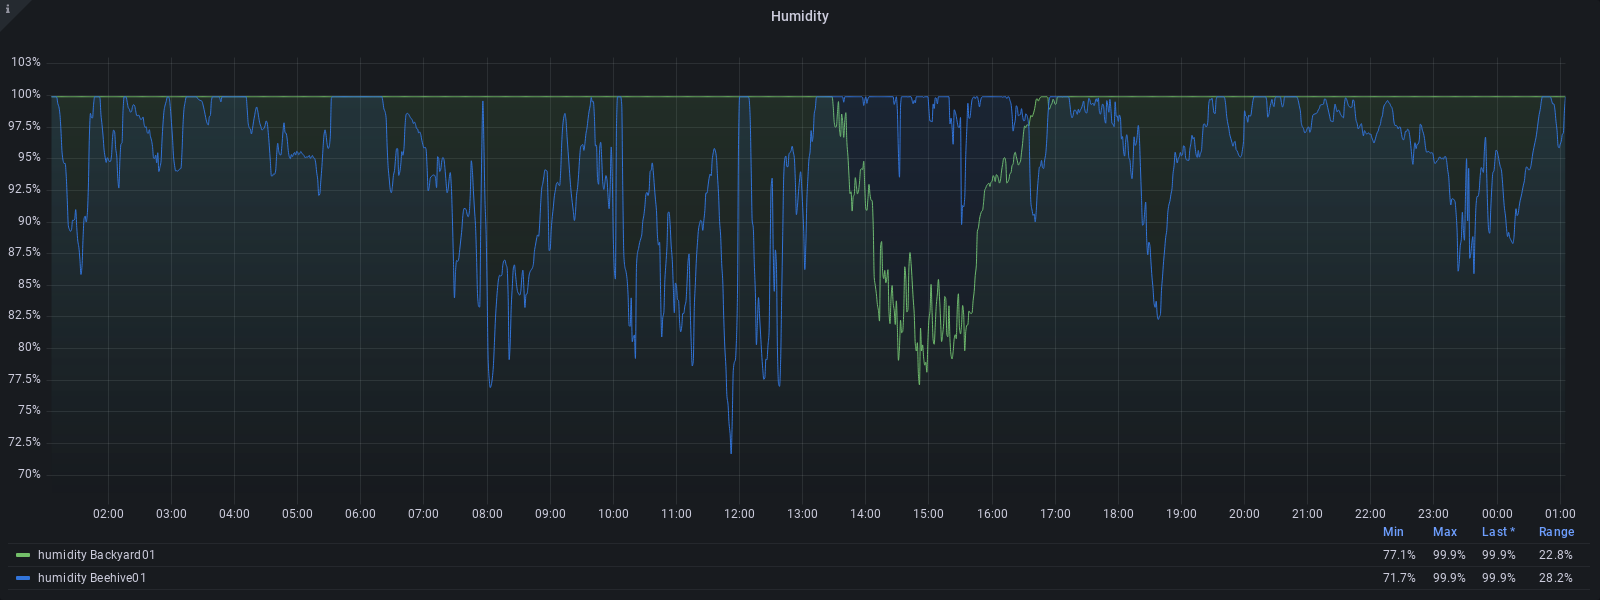 i
Humidity
103%
100%
97.5%
95%
92.5%
90%
87.5%
85%
82.5%
80%
77.5%
75%
72.5%
70%
02:00 03:00 04:00 05:00 06:00 07:00 08:00 09:00 10:00 11:00 12:00 13:00 14:00 15:00 16:00 17:00 18:00 19:00 20:00 21:00 22:00 23:00 00:00 01:00
Min Max Last * Range
humidity Backyard01 77.1% 99.9% 99.9% 22.8%
humidity Beehive01 71.7% 99.9% 99.9% 28.2%